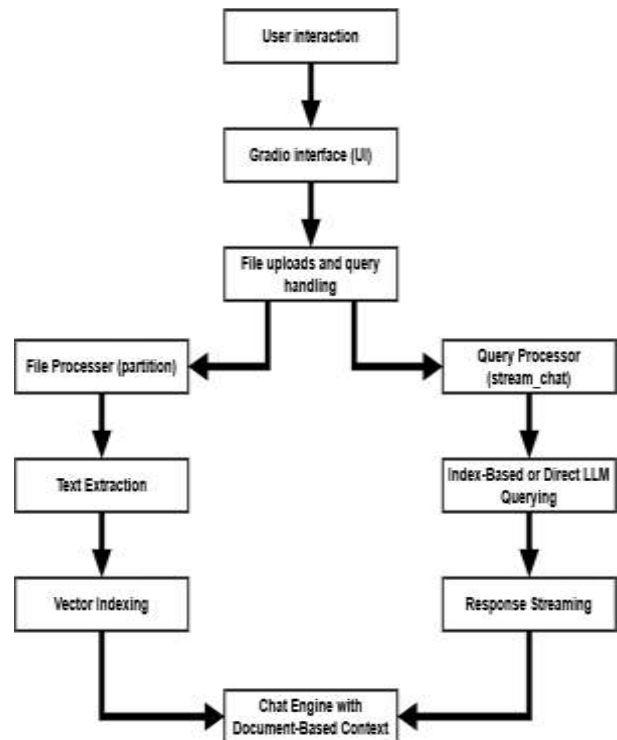 User interaction
Gradio interface (UI)
File uploads and query
handling
File Processer (partition)
Query Processor
(stream_chat)
Text Extraction
Index-Based or Direct LLM
Querying
Vector Indexing
Response Streaming
Chat Engine with
Document-Based Context